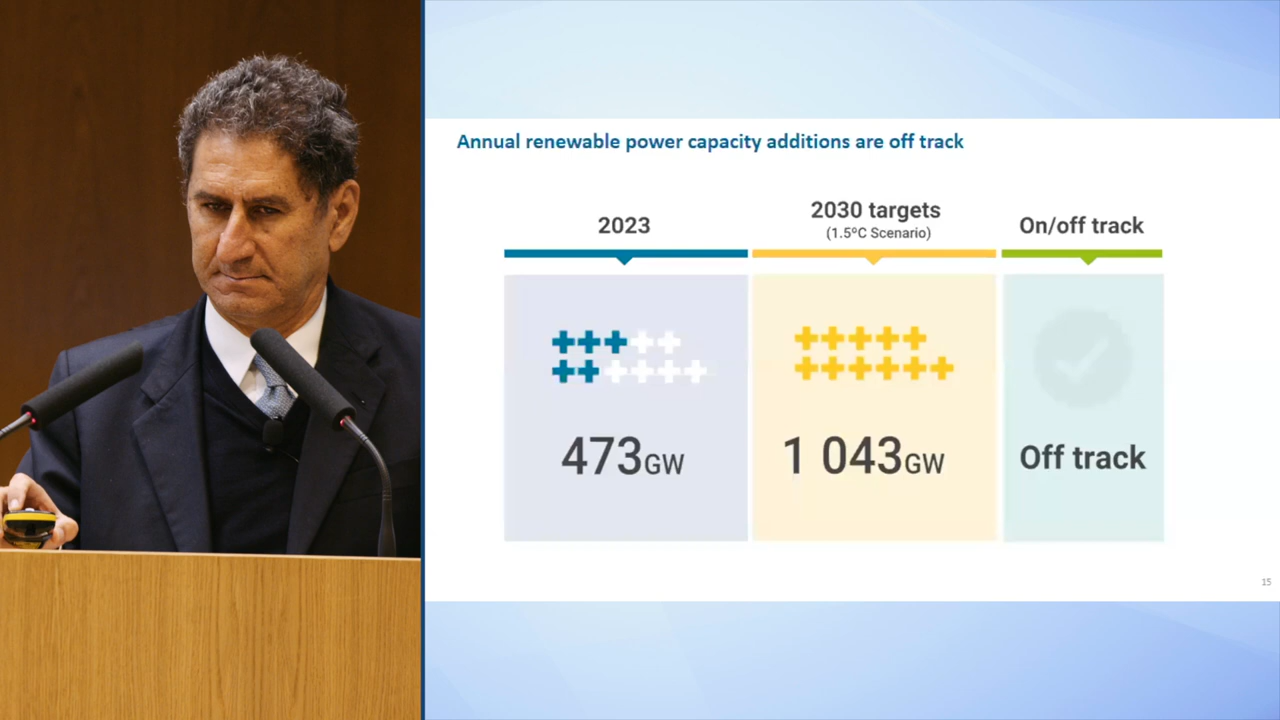 Annual renewable power capacity additions are off track
2023
2030 targets
(1.5ºC Scenario)
On/off track
473GW
1 043GW
Off track
15